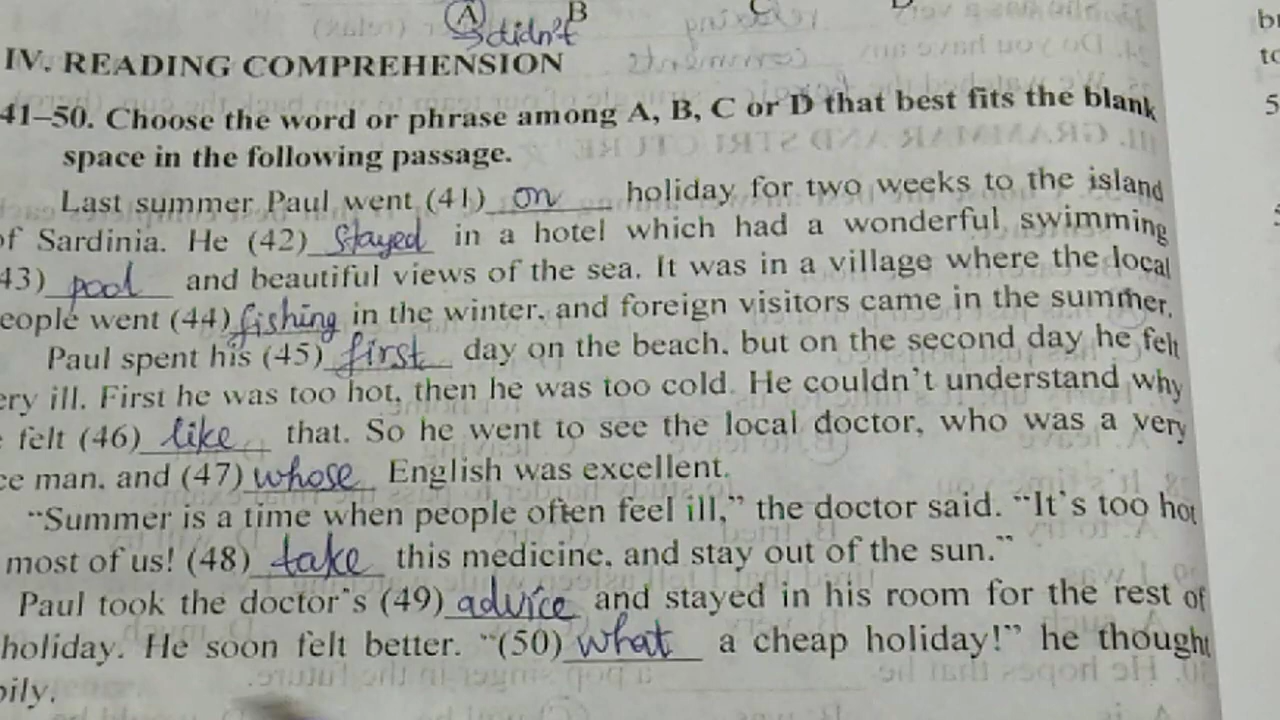 A B
didn't
IV. READING COMPREHENSION
41–50. Choose the word or phrase among A, B, C or D that best fits the blank
space in the following passage.
Last summer Paul went (41) on holiday for two weeks to the island
of Sardinia. He (42) stayed in a hotel which had a wonderful swimming
43) pool and beautiful views of the sea. It was in a village where the local
eople went (44) fishing in the winter, and foreign visitors came in the summer.
Paul spent his (45) first day on the beach, but on the second day he felt
ery ill. First he was too hot, then he was too cold. He couldn't understand why
felt (46) like that. So he went to see the local doctor, who was a very
ce man, and (47) whose English was excellent.
"Summer is a time when people often feel ill," the doctor said. "It's too hot
most of us! (48) take this medicine, and stay out of the sun."
Paul took the doctor's (49) advice and stayed in his room for the rest of
holiday. He soon felt better. "(50) what a cheap holiday!" he thought
pily.